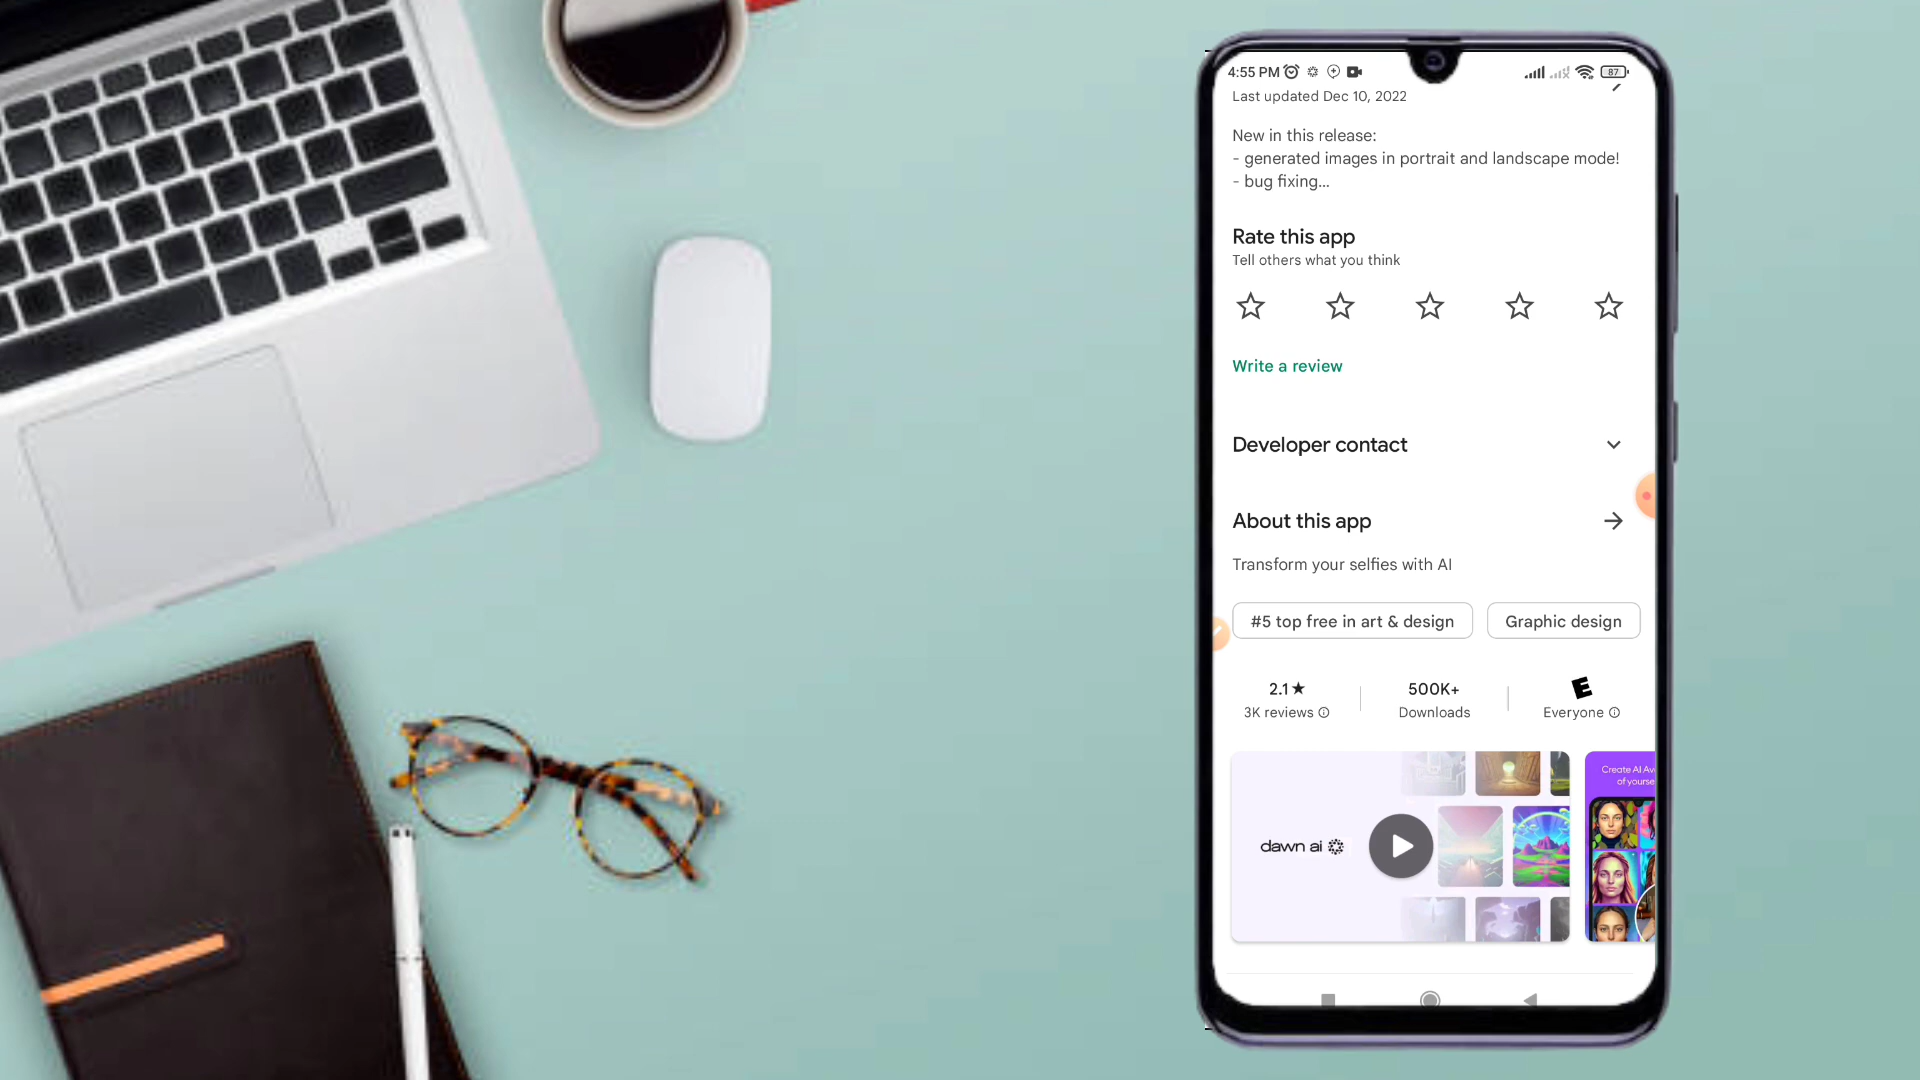 4:55 PM
87
Last updated Dec 10, 2022
New in this release:
- generated images in portrait and landscape mode!
- bug fixing...
Rate this app
Tell others what you think
Write a review
Developer contact
About this app
Transform your selfies with AI
#5 top free in art & design
Graphic design
2.1★
3K reviews
500K+
Downloads
E
Everyone
dawn ai
Create AI Av
of yourse